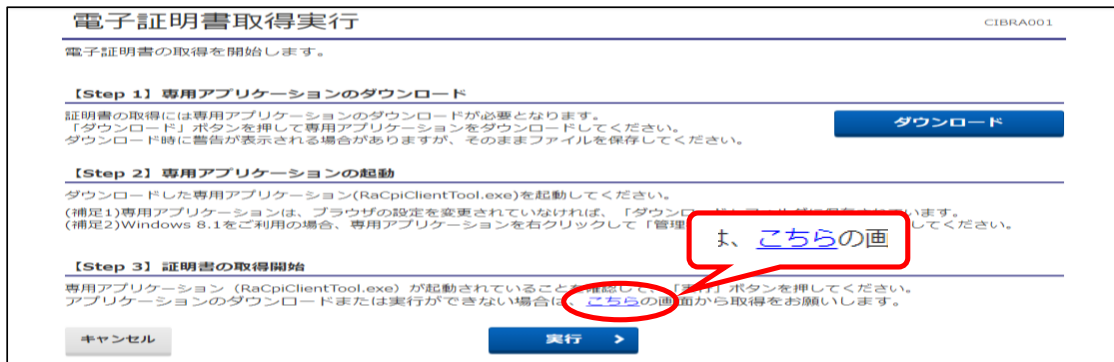 電子証明書取得実行
CIBRA001
電子証明書の取得を開始します。
【Step 1】専用アプリケーションのダウンロード
証明書の取得には専用アプリケーションのダウンロードが必要となります。
「ダウンロード」ボタンを押して専用アプリケーションをダウンロードしてください。
ダウンロード時に警告が表示される場合がありますが、そのままファイルを保存してください。
ダウンロード
【Step 2】専用アプリケーションの起動
ダウンロードした専用アプリケーション(RaCpiClientTool.exe)を起動してください。
(補足1)専用アプリケーションは、ブラウザの設定を変更されていなければ、「ダウンロ
います。
(補足2)Windows 8.1をご利用の場合、専用アプリケーションを右クリックして「管理
してください。
は、こちらの画
【Step 3】証明書の取得開始
専用アプリケーション（RaCpiClientTool.exe）が起動されていることを確認して、「実行」ボタンを押してください。
アプリケーションのダウンロードまたは実行ができない場合は、こちらの画面から取得をお願いします。
キャンセル
実行